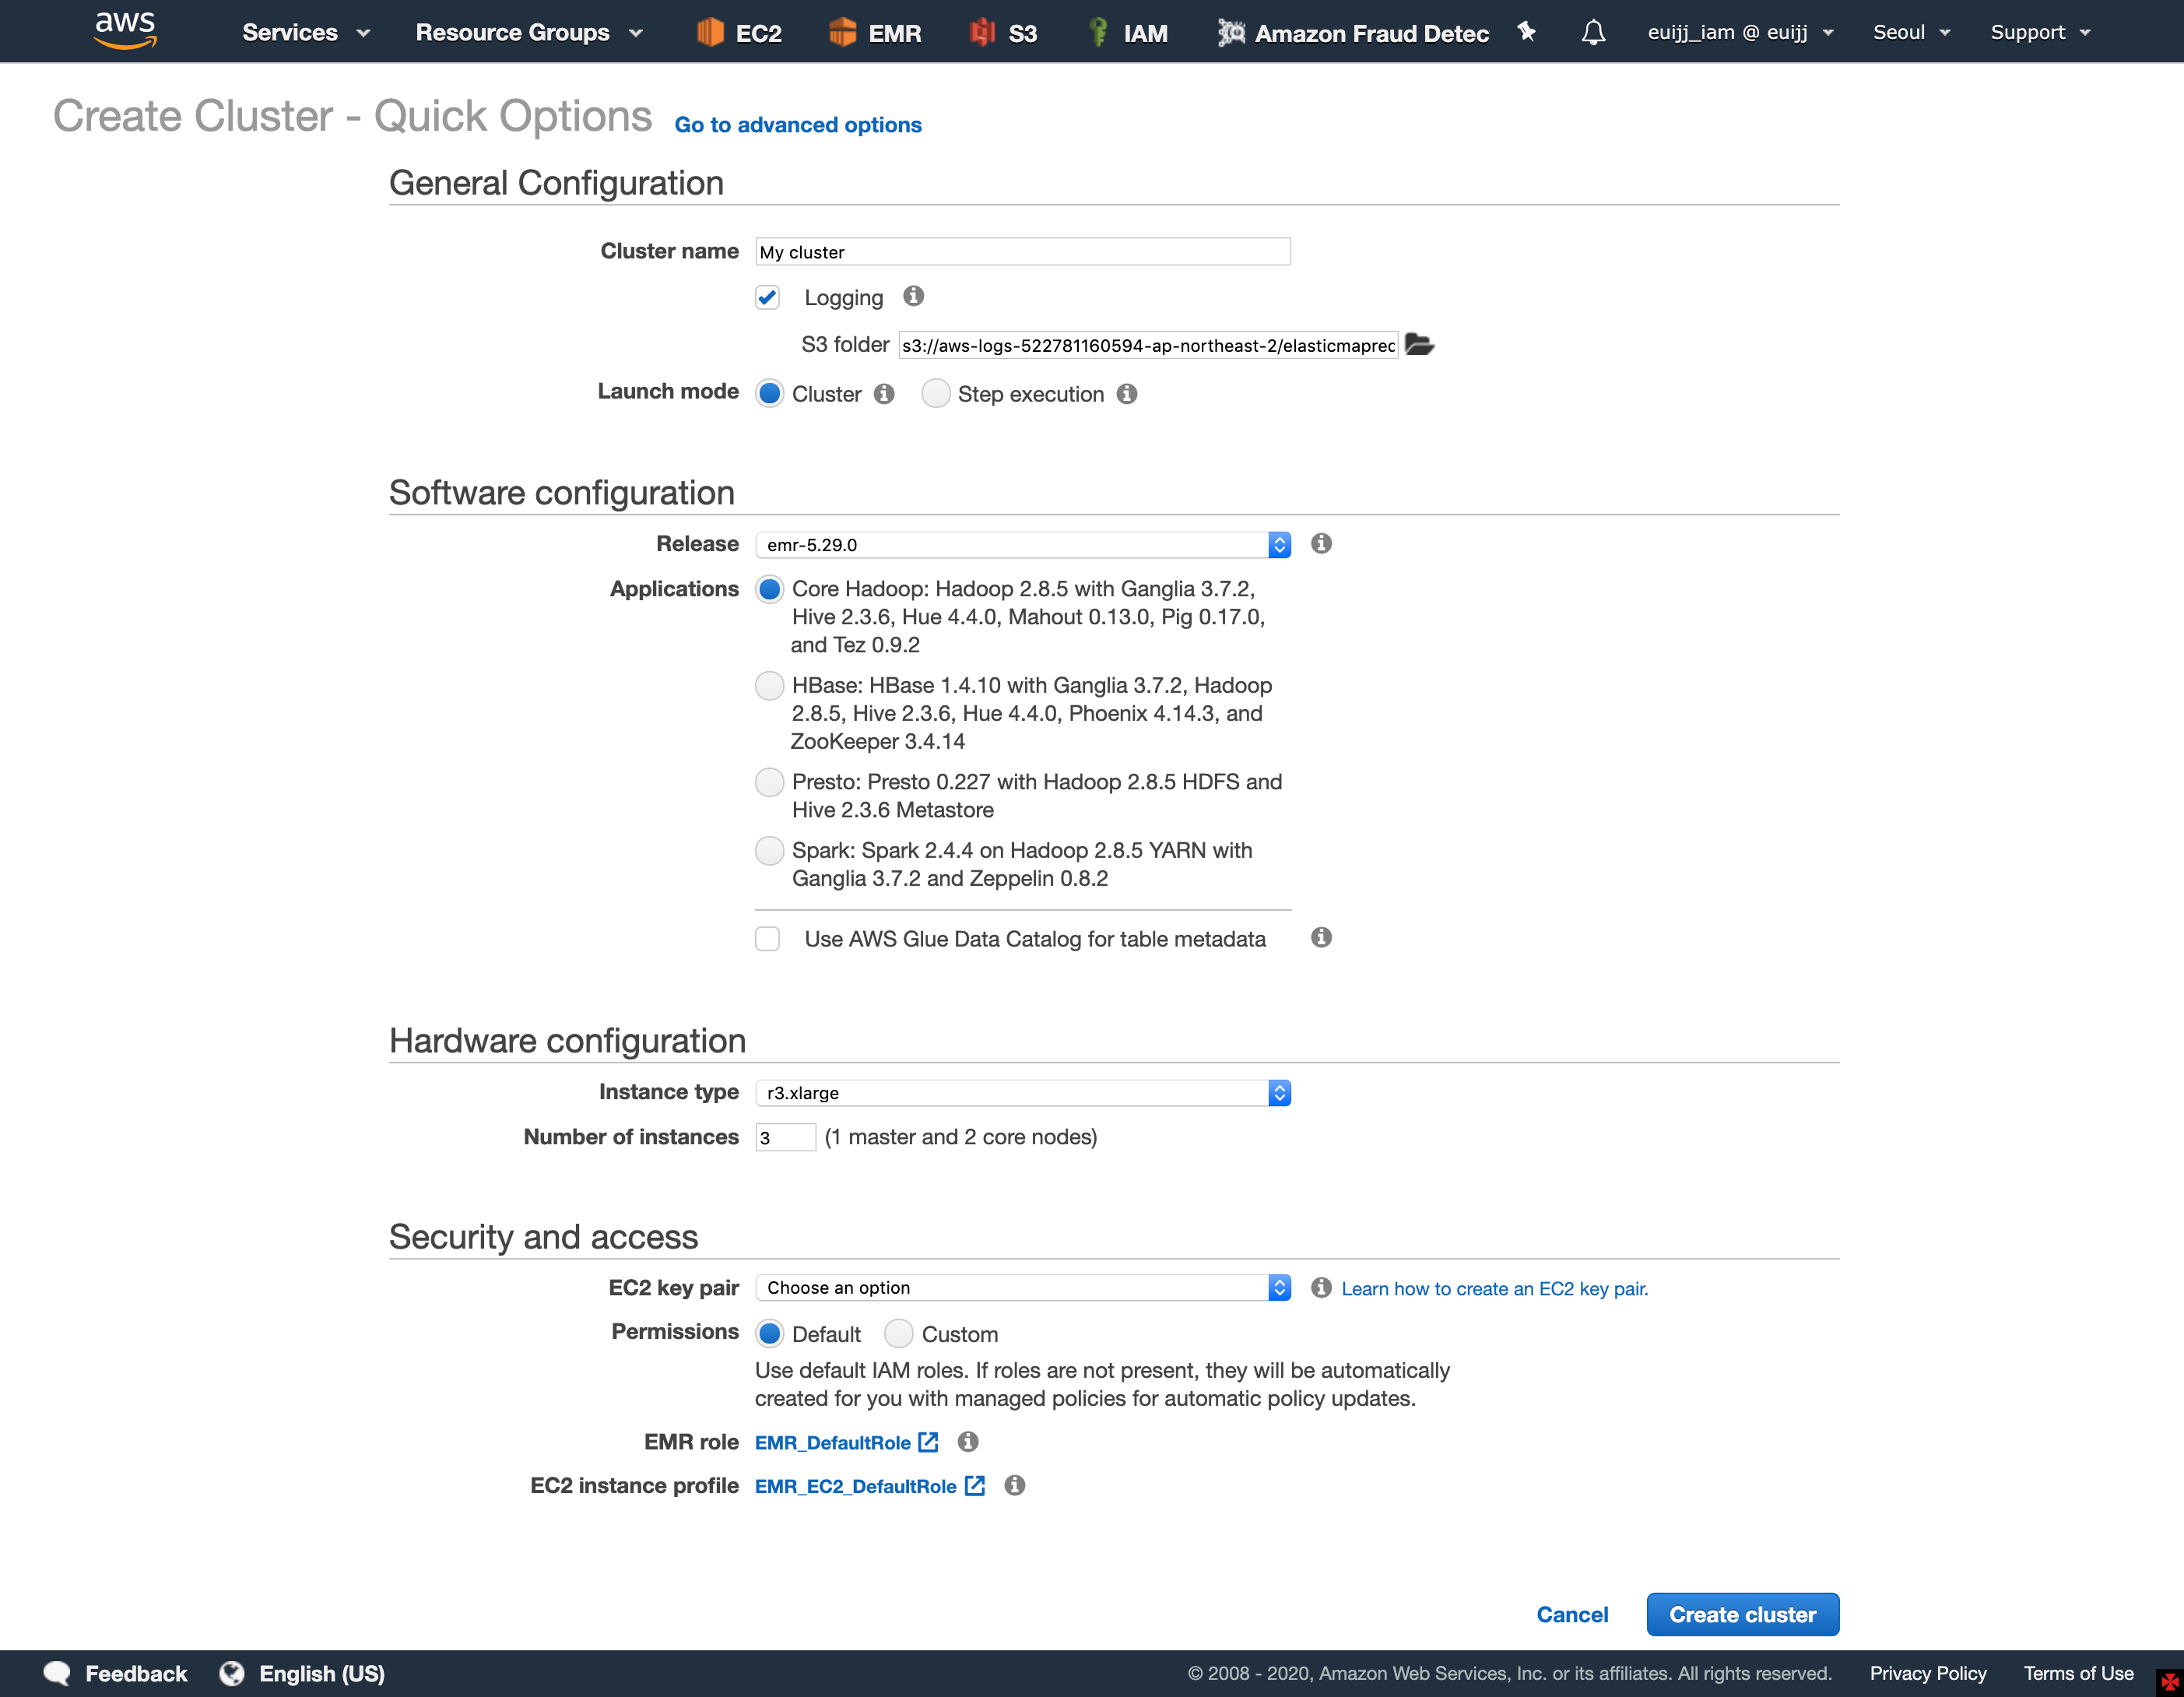 aws Services Resource Groups EC2 EMR S3 IAM Amazon Fraud Detec euijj_iam @ euijj Seoul Support
Create Cluster - Quick Options Go to advanced options
General Configuration
Cluster name My cluster
Logging
S3 folder s3://aws-logs-522781160594-ap-northeast-2/elasticmaprec
Launch mode Cluster Step execution
Software configuration
Release emr-5.29.0
Applications Core Hadoop: Hadoop 2.8.5 with Ganglia 3.7.2,
Hive 2.3.6, Hue 4.4.0, Mahout 0.13.0, Pig 0.17.0,
and Tez 0.9.2
HBase: HBase 1.4.10 with Ganglia 3.7.2, Hadoop
2.8.5, Hive 2.3.6, Hue 4.4.0, Phoenix 4.14.3, and
ZooKeeper 3.4.14
Presto: Presto 0.227 with Hadoop 2.8.5 HDFS and
Hive 2.3.6 Metastore
Spark: Spark 2.4.4 on Hadoop 2.8.5 YARN with
Ganglia 3.7.2 and Zeppelin 0.8.2
Use AWS Glue Data Catalog for table metadata
Hardware configuration
Instance type r3.xlarge
Number of instances 3 (1 master and 2 core nodes)
Security and access
EC2 key pair Choose an option Learn how to create an EC2 key pair.
Permissions Default Custom
Use default IAM roles. If roles are not present, they will be automatically
created for you with managed policies for automatic policy updates.
EMR role EMR_DefaultRole
EC2 instance profile EMR_EC2_DefaultRole
Cancel Create cluster
Feedback English (US) © 2008 - 2020, Amazon Web Services, Inc. or its affiliates. All rights reserved. Privacy Policy Terms of Use